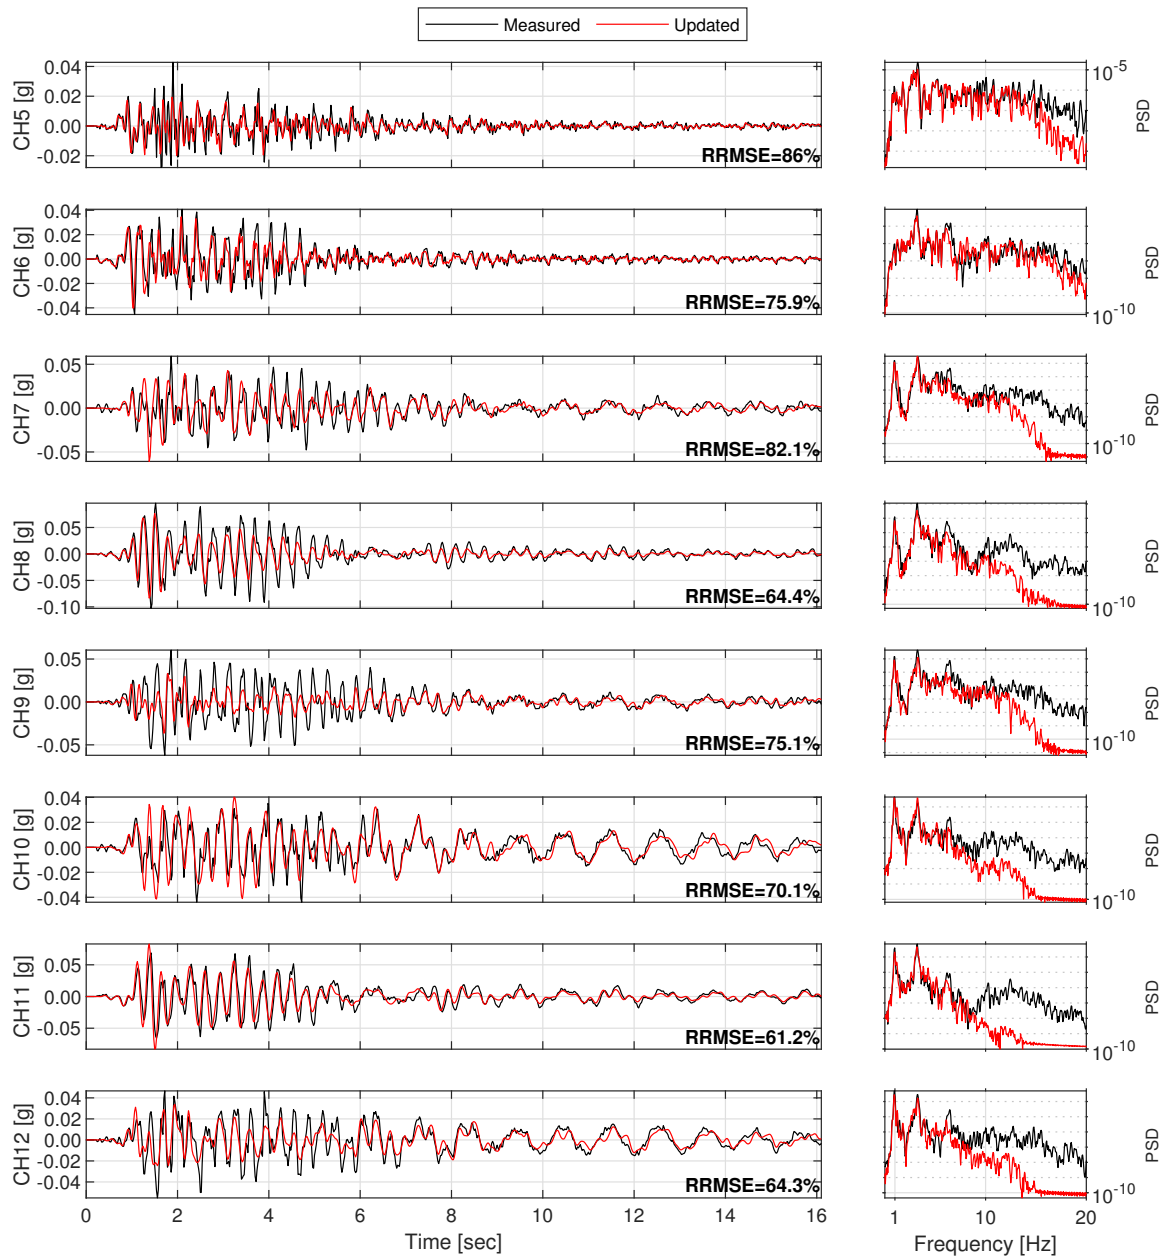 Measured Updated
0.04
0.02
0.00
-0.02
CH5 [g]
RRMSE=86%
10^-5
PSD
0.04
0.02
0.00
-0.02
-0.04
CH6 [g]
RRMSE=75.9%
10^-10
PSD
0.05
0.00
-0.05
CH7 [g]
RRMSE=82.1%
10^-10
PSD
0.05
0.00
-0.05
-0.10
CH8 [g]
RRMSE=64.4%
10^-10
PSD
0.05
0.00
-0.05
CH9 [g]
RRMSE=75.1%
10^-10
PSD
0.04
0.02
0.00
-0.02
-0.04
CH10 [g]
RRMSE=70.1%
10^-10
PSD
0.05
0.00
-0.05
CH11 [g]
RRMSE=61.2%
10^-10
PSD
0.04
0.02
0.00
-0.02
-0.04
CH12 [g]
RRMSE=64.3%
10^-10
PSD
0 2 4 6 8 10 12 14 16
1 10 20
Time [sec]
Frequency [Hz]